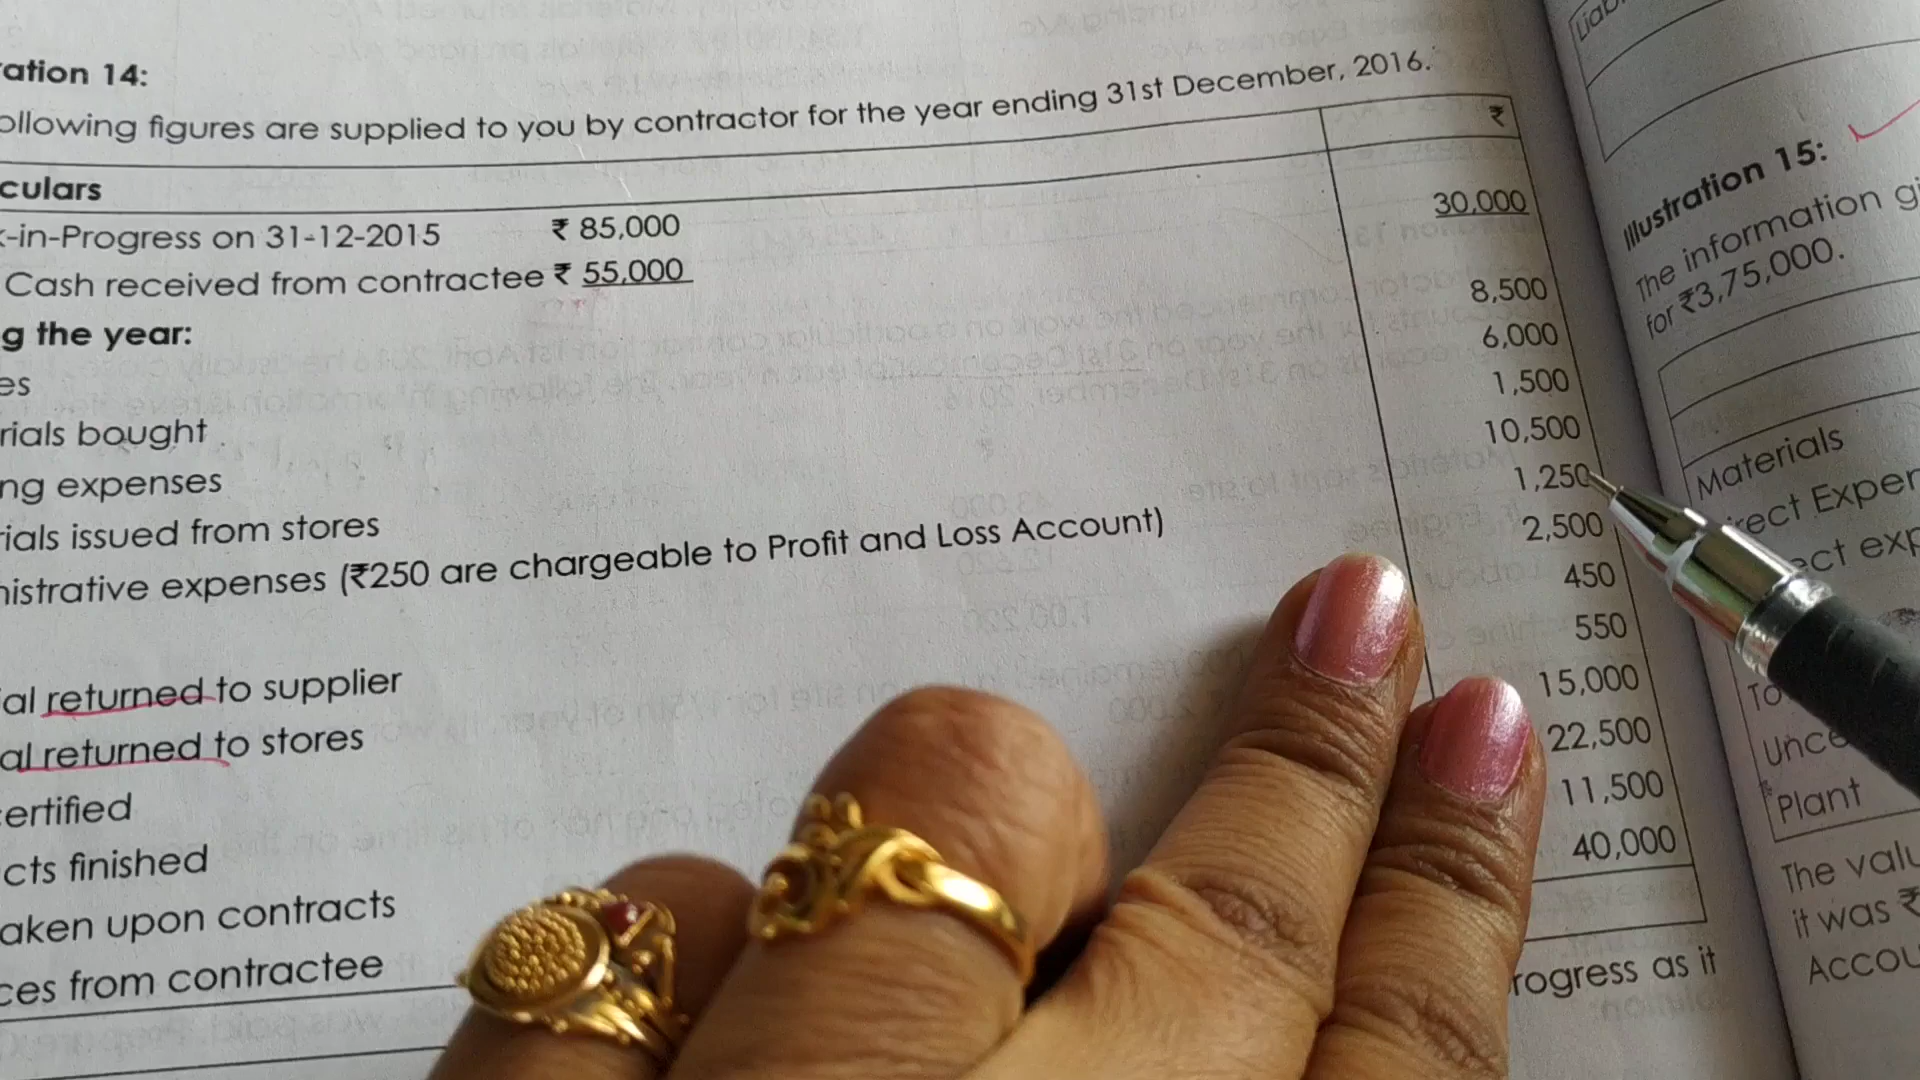 ation 14:
ollowing figures are supplied to you by contractor for the year ending 31st December, 2016.
culars ₹
-in-Progress on 31-12-2015 ₹ 85,000
Cash received from contractee ₹ 55,000 30,000
g the year:
es 8,500
rials bought 6,000
ng expenses 1,500
ials issued from stores 10,500
nistrative expenses (₹250 are chargeable to Profit and Loss Account) 1,250
2,500
al returned to supplier 450
al returned to stores 550
ertified 15,000
cts finished 22,500
aken upon contracts 11,500
ces from contractee 40,000
rogress as it
Illustration 15:
The information gi
for ₹3,75,000.
Materials
rect Exper
ect exp
To
Unce
Plant
The valu
it was ₹
Accou